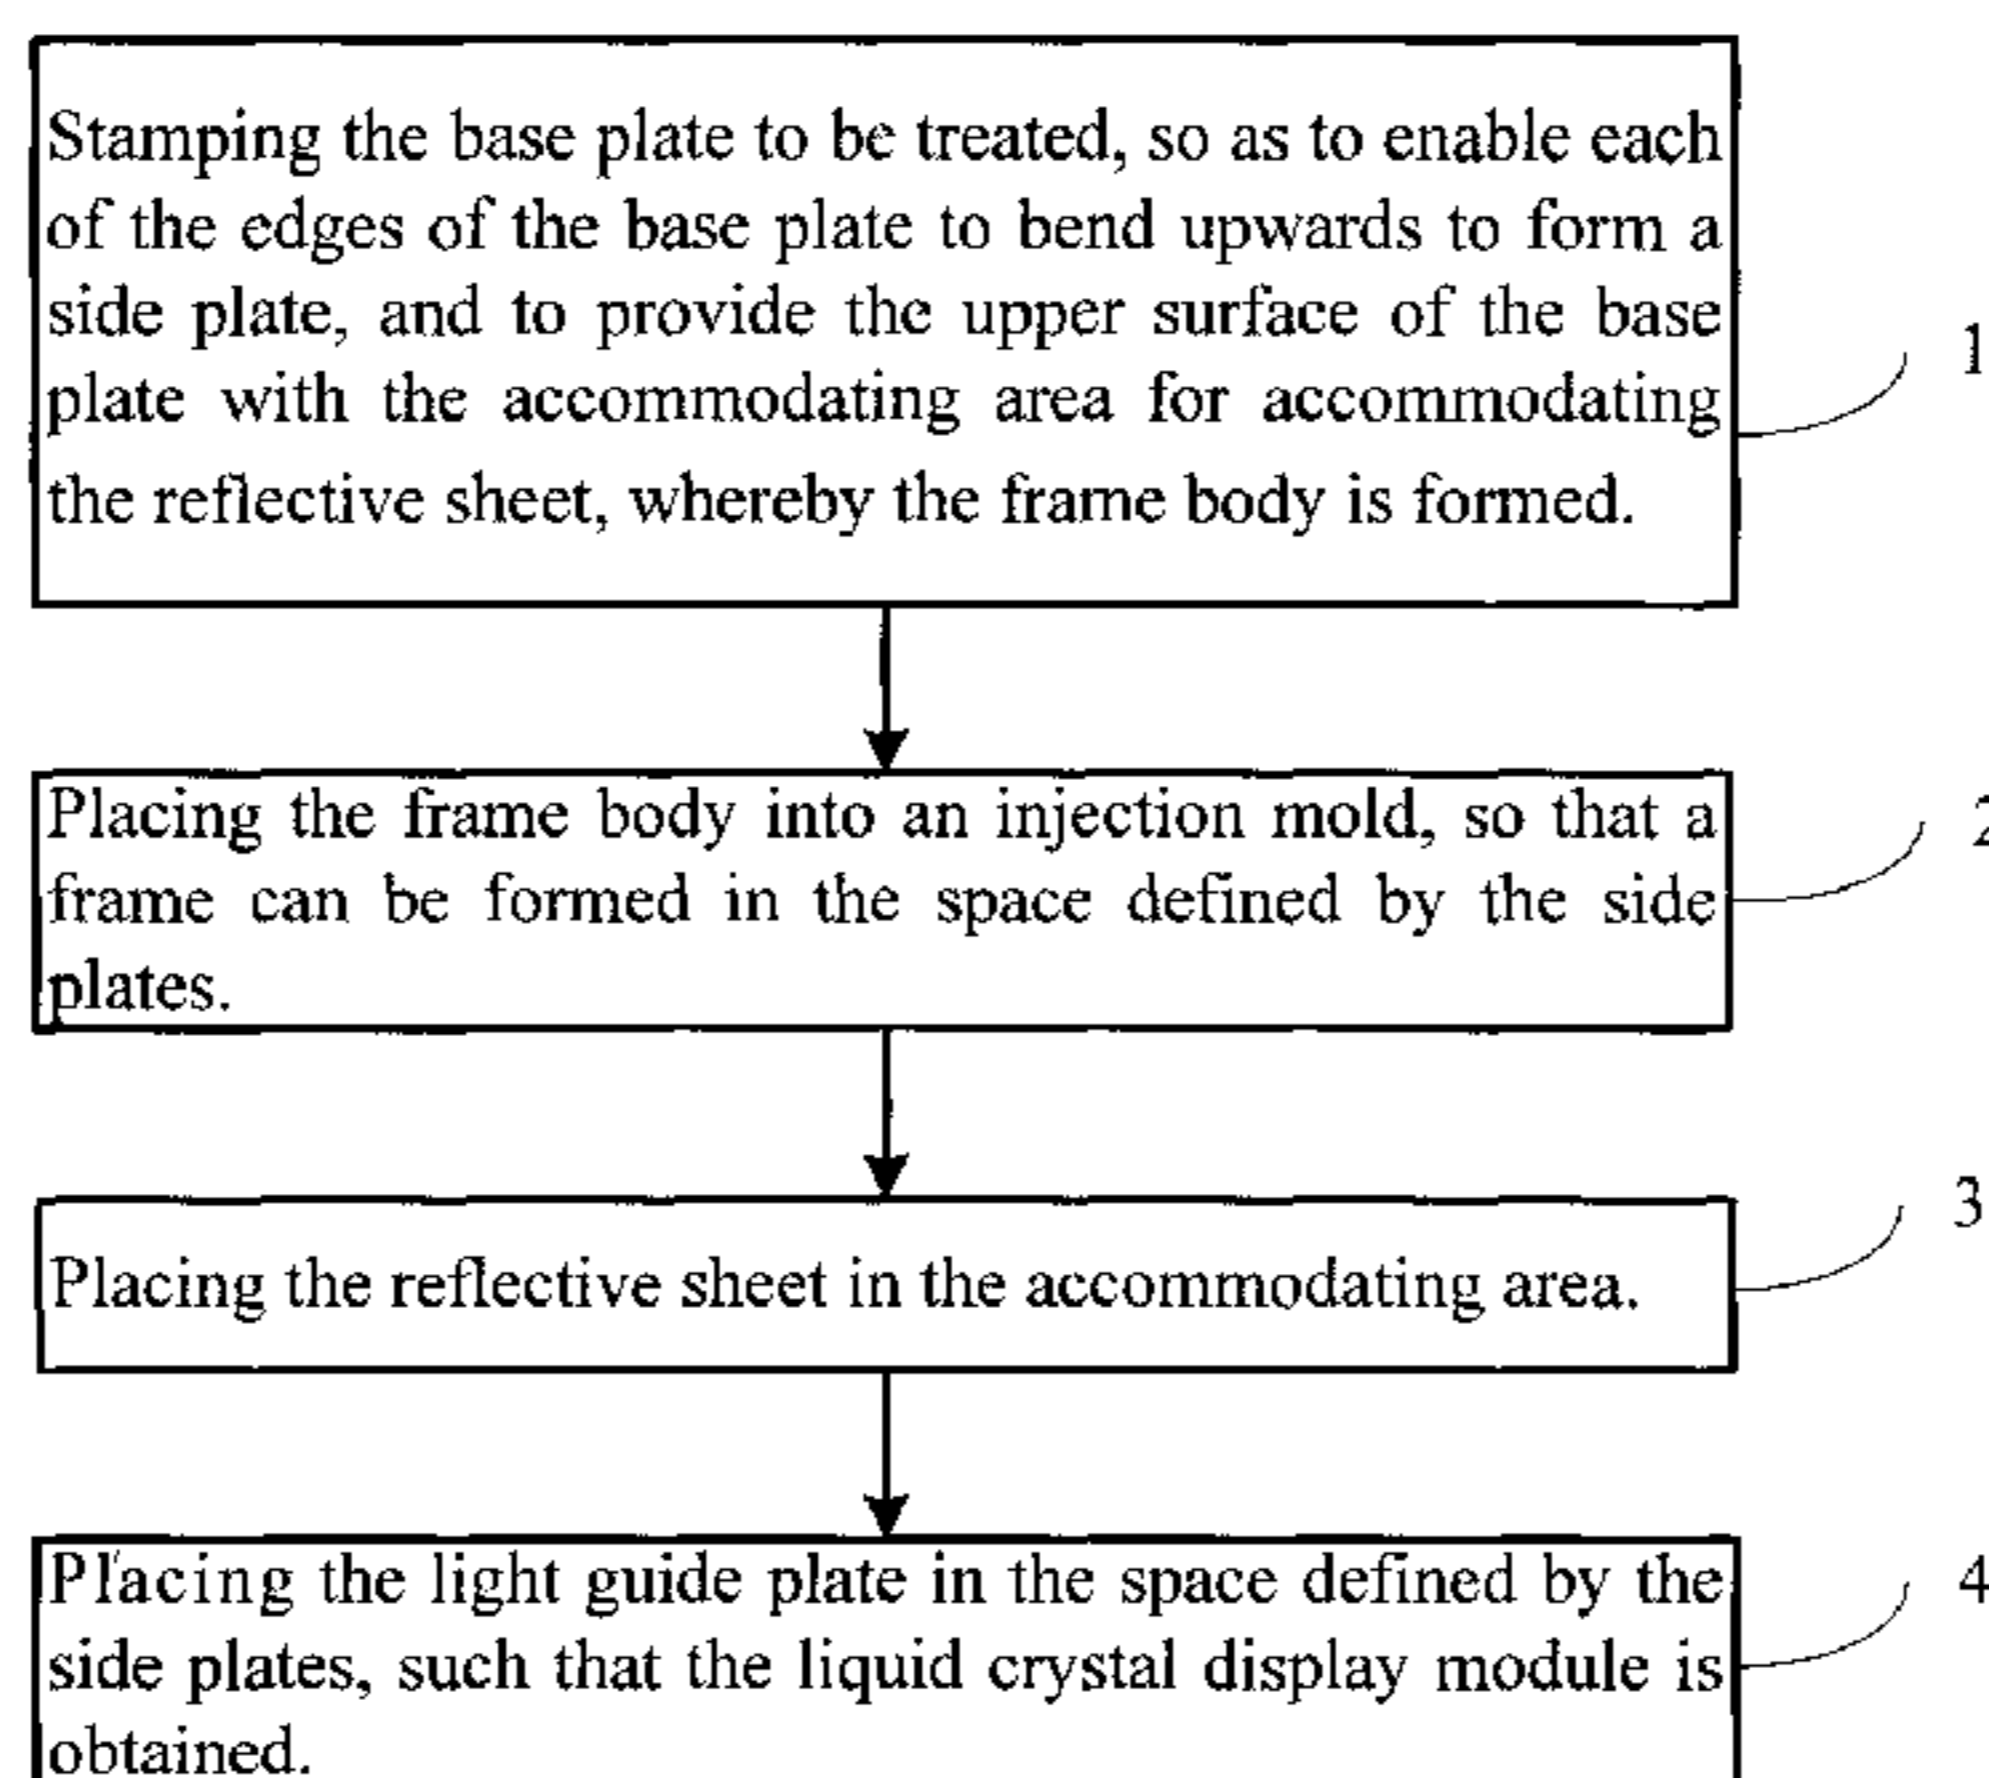 Stamping the base plate to be treated, so as to enable each
of the edges of the base plate to bend upwards to form a
side plate, and to provide the upper surface of the base
plate with the accommodating area for accommodating
the reflective sheet, whereby the frame body is formed.
1
Placing the frame body into an injection mold, so that a
frame can be formed in the space defined by the side
plates.
2
Placing the reflective sheet in the accommodating area.
3
Placing the light guide plate in the space defined by the
side plates, such that the liquid crystal display module is
obtained.
4